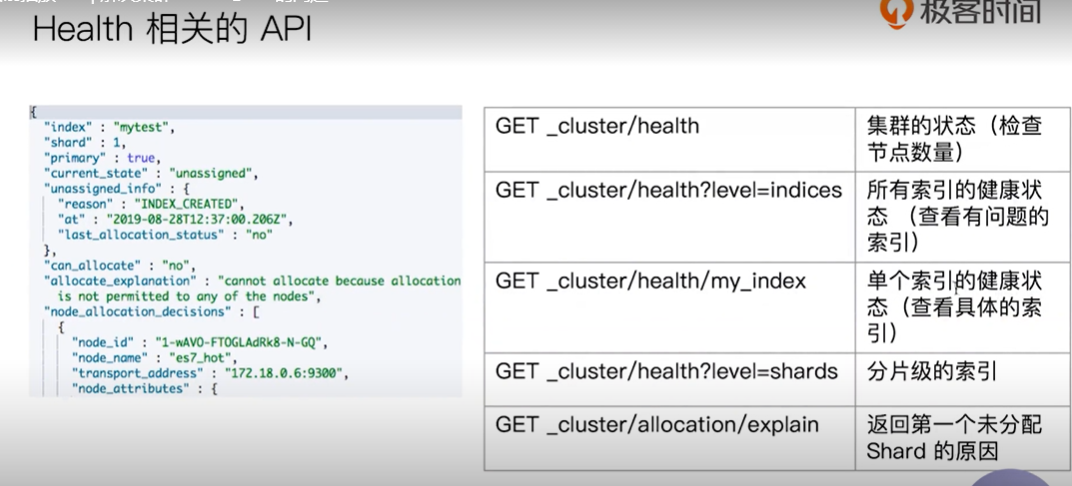 Health 相关的 API
极客时间
{
"index" : "mytest",
"shard" : 1,
"primary" : true,
"current_state" : "unassigned",
"unassigned_info" : {
"reason" : "INDEX_CREATED",
"at" : "2019-08-28T12:37:00.206Z",
"last_allocation_status" : "no"
},
"can_allocate" : "no",
"allocate_explanation" : "cannot allocate because allocation
is not permitted to any of the nodes",
"node_allocation_decisions" : [
{
"node_id" : "1-wAVO-FTOGLAdRk8-N-GQ",
"node_name" : "es7_hot",
"transport_address" : "172.18.0.6:9300",
"node_attributes" : {
GET _cluster/health
集群的状态（检查
节点数量）
GET _cluster/health?level=indices
所有索引的健康状
态 （查看有问题的
索引）
GET _cluster/health/my_index
单个索引的健康状
态（查看具体的索
引）
GET _cluster/health?level=shards
分片级的索引
GET _cluster/allocation/explain
返回第一个未分配
Shard 的原因